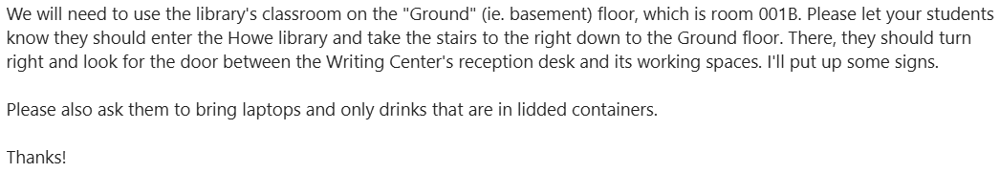 We will need to use the library's classroom on the "Ground" (ie. basement) floor, which is room 001B. Please let your students
know they should enter the Howe library and take the stairs to the right down to the Ground floor. There, they should turn
right and look for the door between the Writing Center's reception desk and its working spaces. I'll put up some signs.
Please also ask them to bring laptops and only drinks that are in lidded containers.
Thanks!